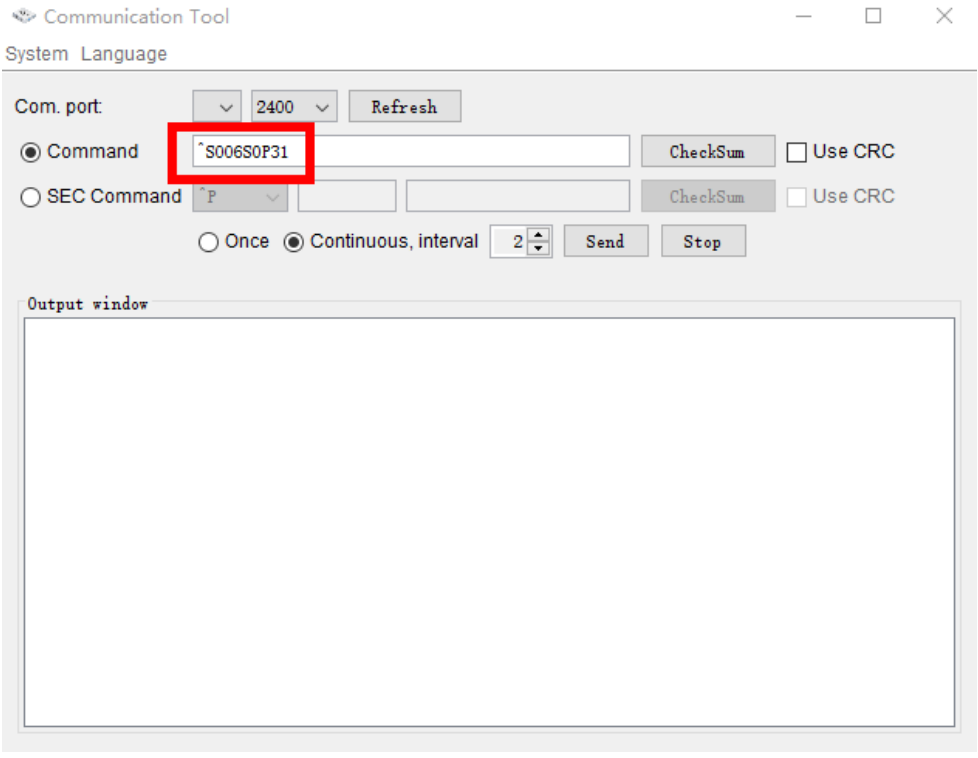 Communication Tool
System Language
Com. port: 2400 Refresh
Command ^S006S0P31 CheckSum Use CRC
SEC Command ^P CheckSum Use CRC
Once Continuous, interval 2 Send Stop
Output window